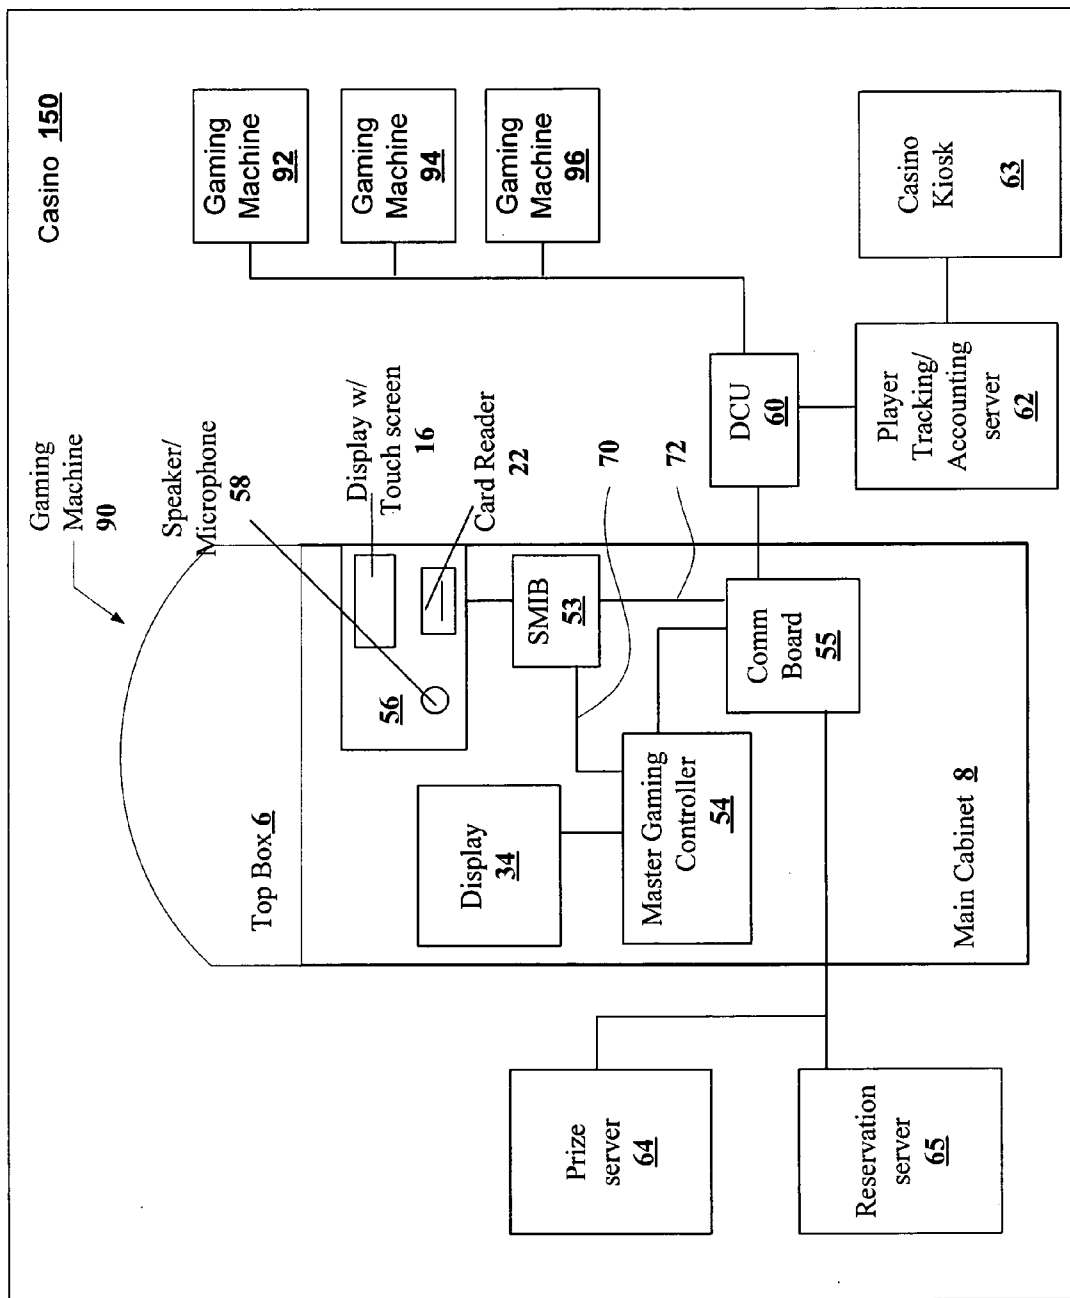 Casino 150
Gaming
Machine
90
Speaker/
Microphone
58
Display w/
Touch screen
16
Card Reader
22
70
72
Gaming
Machine
92
Gaming
Machine
94
Gaming
Machine
96
Top Box 6
56
Display
34
SMIB
53
Master Gaming
Controller
54
Comm
Board
55
Main Cabinet 8
DCU
60
Player
Tracking/
Accounting
server
62
Casino
Kiosk
63
Prize
server
64
Reservation
server
65